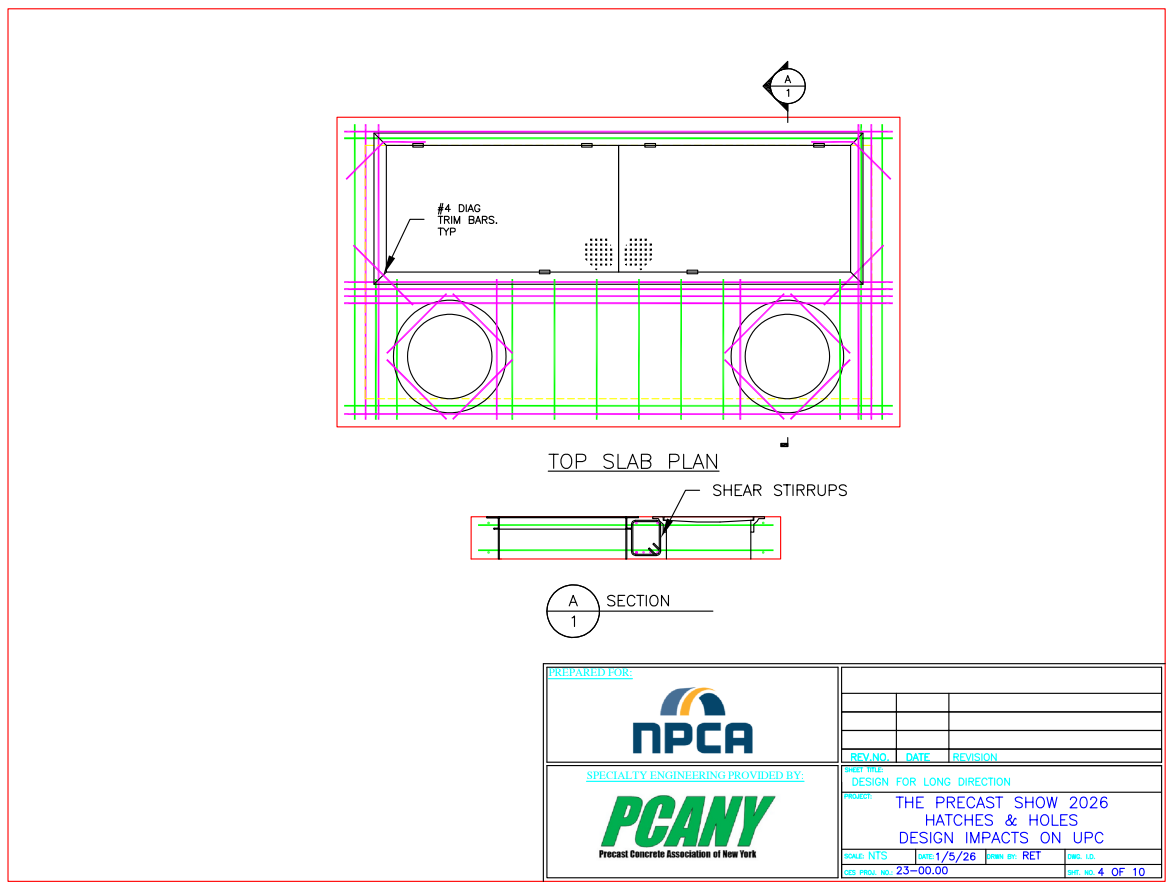 A
1
#4 DIAG
TRIM BARS.
TYP
TOP SLAB PLAN
SHEAR STIRRUPS
A
1
SECTION
PREPARED FOR:
NPCA
SPECIALTY ENGINEERING PROVIDED BY:
PCANY
Precast Concrete Association of New York
REV.NO. DATE REVISION
SHEET TITLE:
DESIGN FOR LONG DIRECTION
PROJECT:
THE PRECAST SHOW 2026
HATCHES & HOLES
DESIGN IMPACTS ON UPC
SCALE: NTS DATE: 1/5/26 DRWN BY: RET DWG.
CES PROJ. NO.: 23-00.00 SHT. NO. 4 OF 10